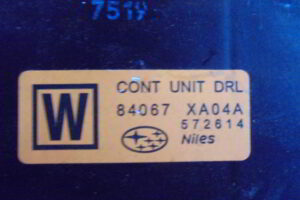 7519
CONT UNIT DRL
W
84067 XA04A
572614
Niles